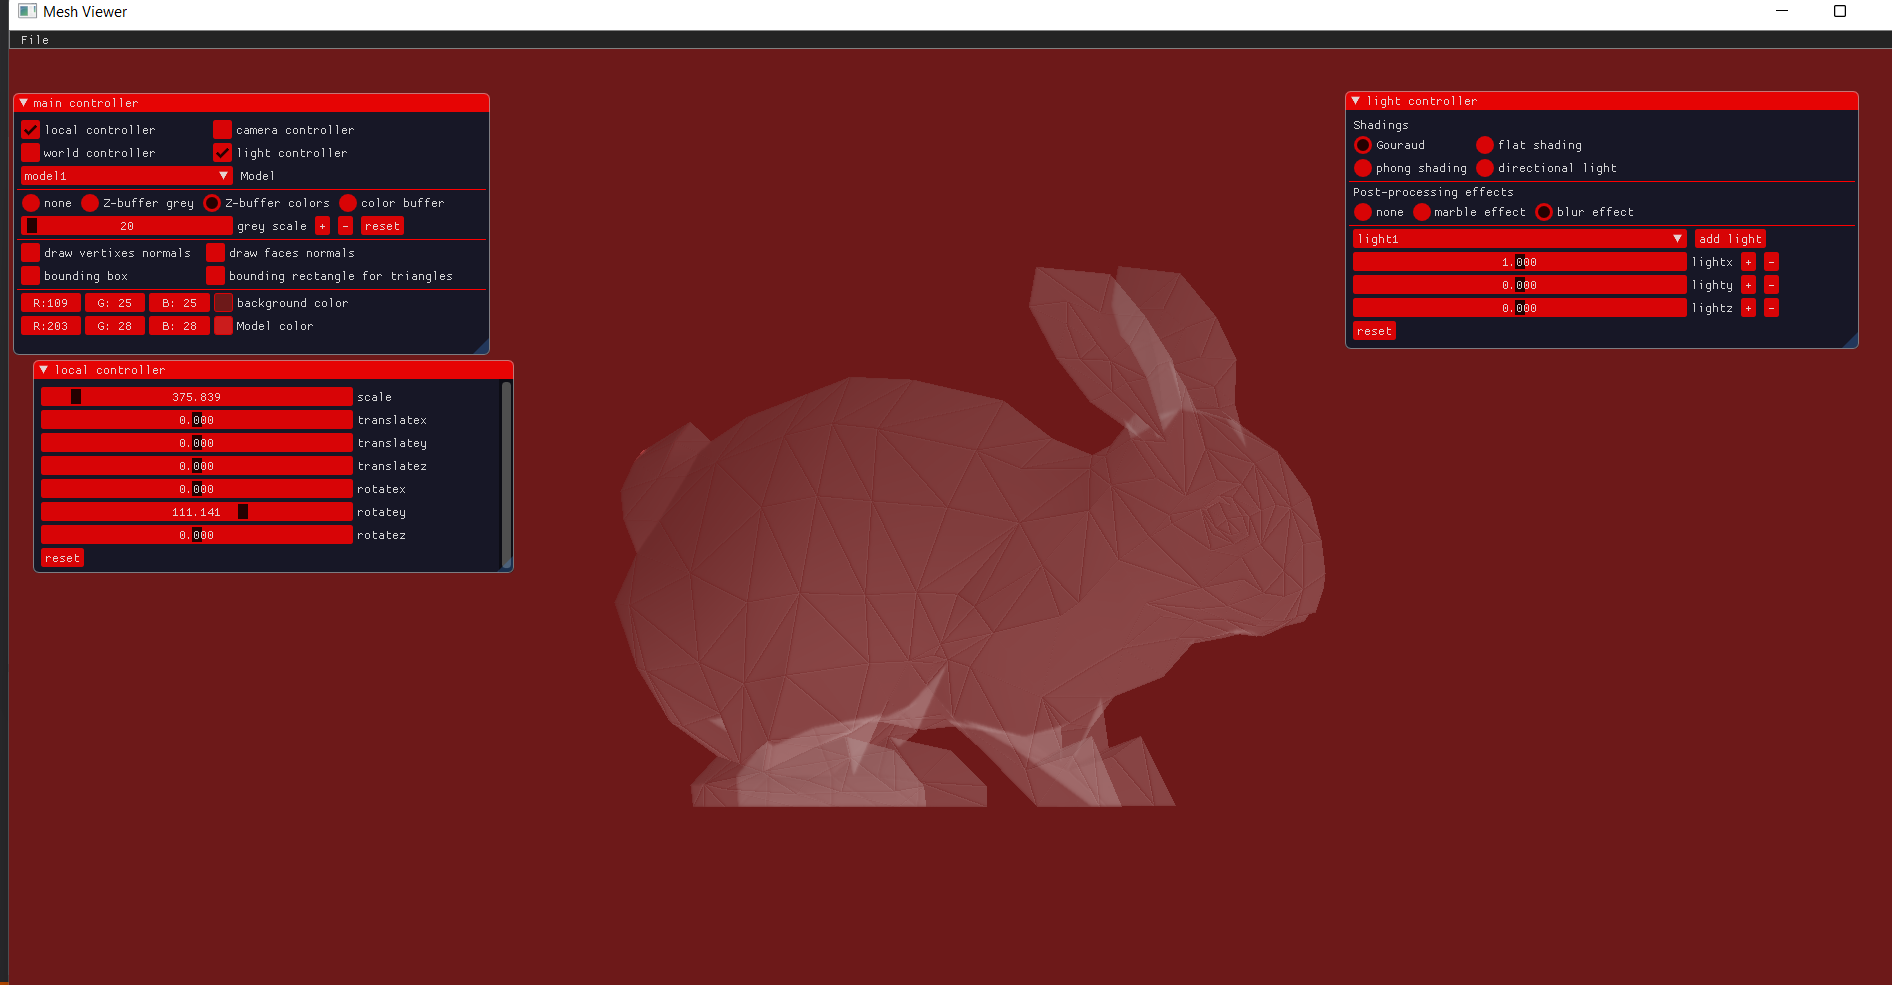 Mesh Viewer
File
main controller
local controller camera controller
world controller light controller
model1 Model
none Z-buffer grey Z-buffer colors color buffer
20 grey scale + - reset
draw vertixes normals draw faces normals
bounding box bounding rectangle for triangles
R:109 G: 25 B: 25 background color
R:203 G: 28 B: 28 Model color
local controller
375.839 scale
0.000 translatex
0.000 translatey
0.000 translatez
0.000 rotatex
111.141 rotatey
0.000 rotatez
reset
light controller
Shadings
Gouraud flat shading
phong shading directional light
Post-processing effects
none marble effect blur effect
light1 add light
1.000 lightx + -
0.000 lighty + -
0.000 lightz + -
reset